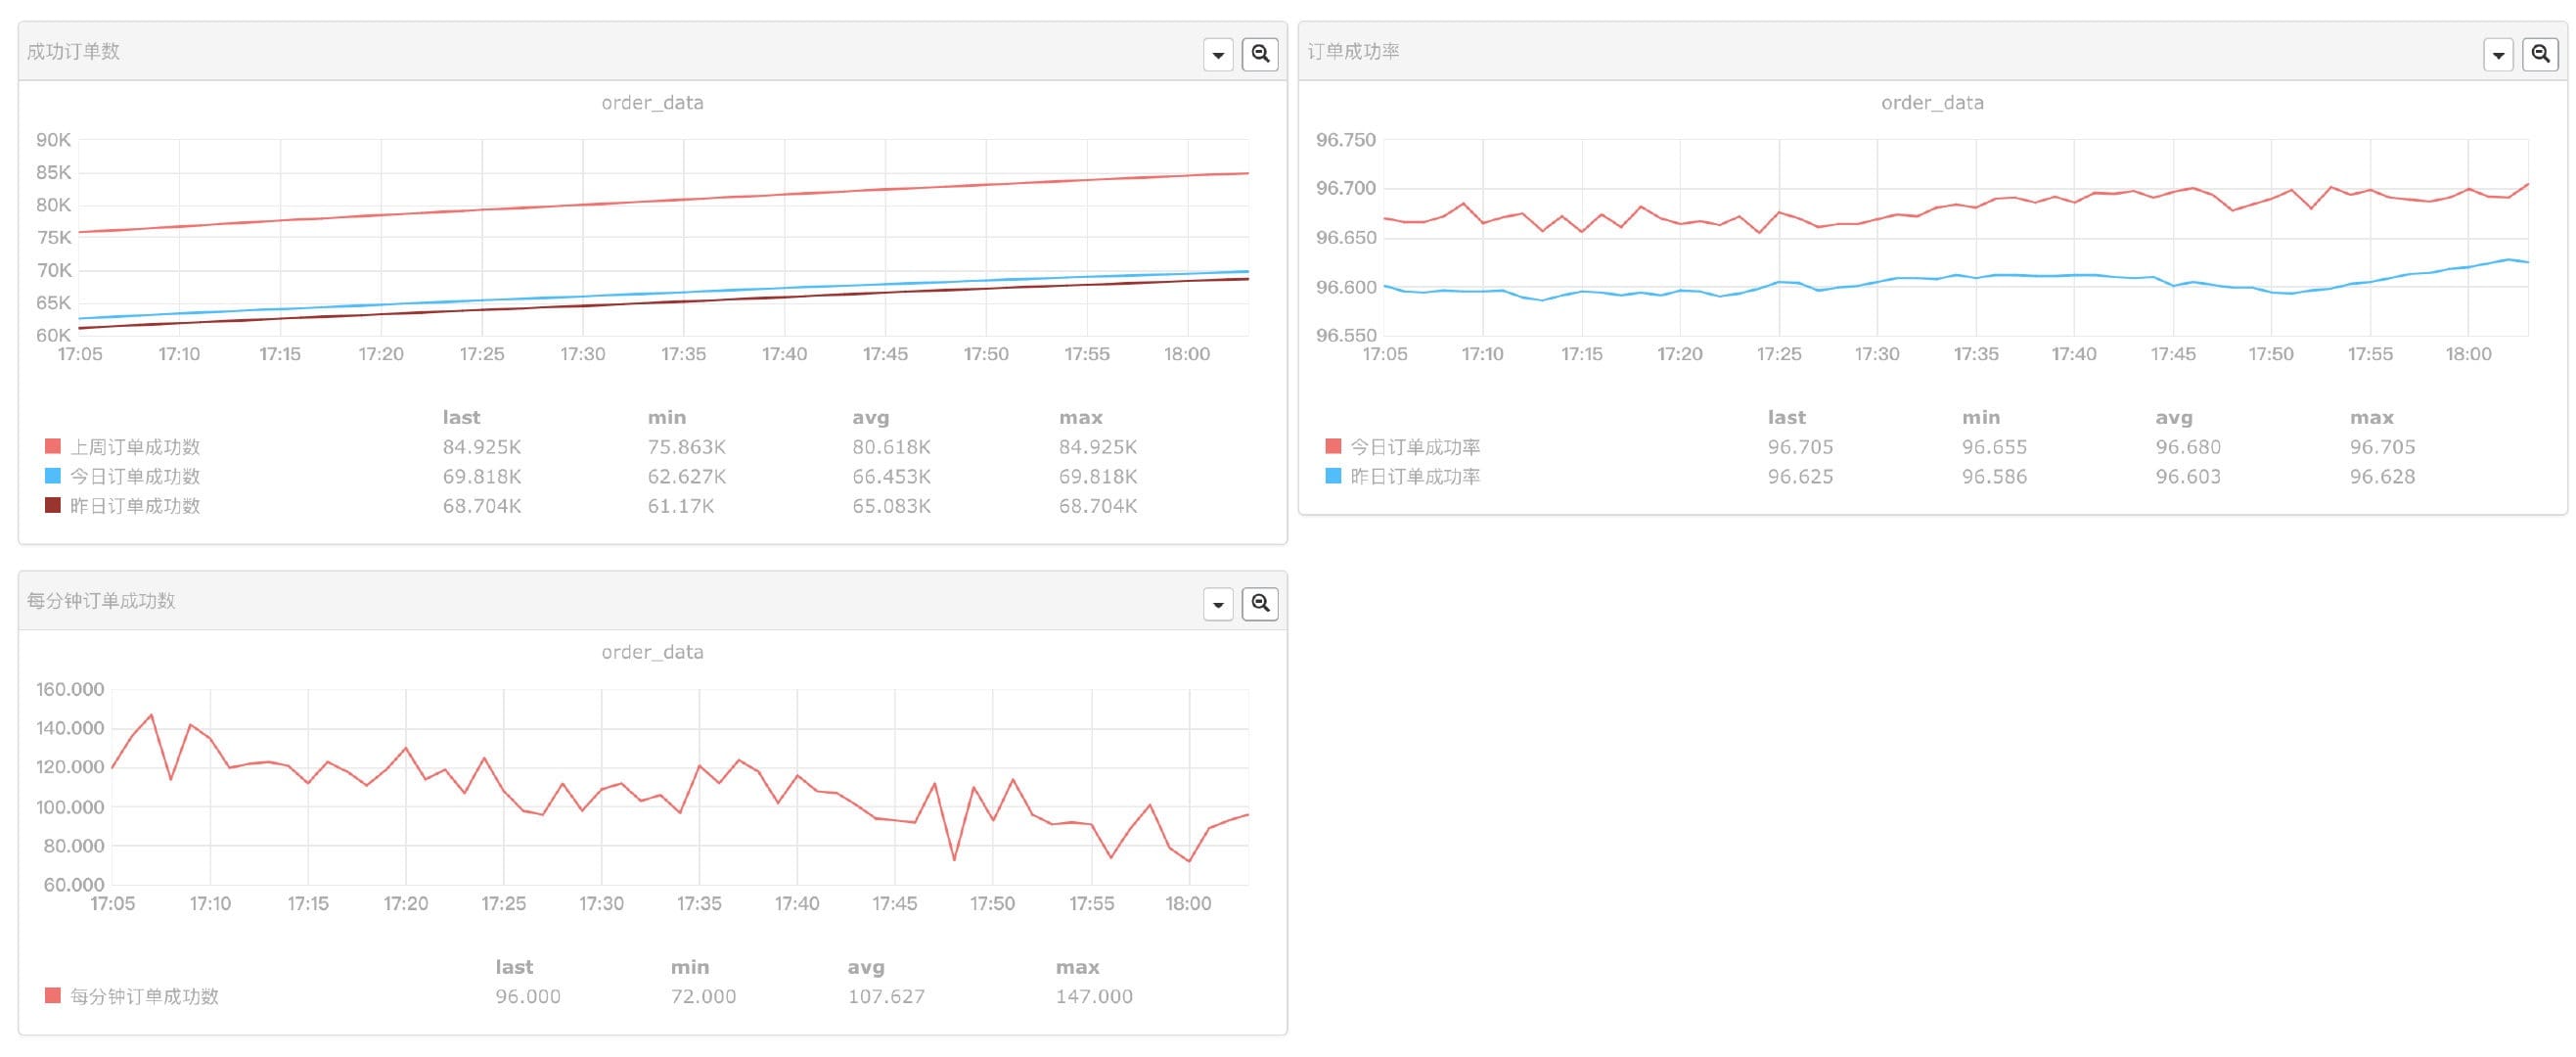 成功订单数
order_data
90K
85K
80K
75K
70K
65K
60K
17:05 17:10 17:15 17:20 17:25 17:30 17:35 17:40 17:45 17:50 17:55 18:00
last min avg max
上周订单成功数 84.925K 75.863K 80.618K 84.925K
今日订单成功数 69.818K 62.627K 66.453K 69.818K
昨日订单成功数 68.704K 61.17K 65.083K 68.704K
订单成功率
order_data
96.750
96.700
96.650
96.600
96.550
17:05 17:10 17:15 17:20 17:25 17:30 17:35 17:40 17:45 17:50 17:55 18:00
last min avg max
今日订单成功率 96.705 96.655 96.680 96.705
昨日订单成功率 96.625 96.586 96.603 96.628
每分钟订单成功数
order_data
160.000
140.000
120.000
100.000
80.000
60.000
17:05 17:10 17:15 17:20 17:25 17:30 17:35 17:40 17:45 17:50 17:55 18:00
last min avg max
每分钟订单成功数 96.000 72.000 107.627 147.000